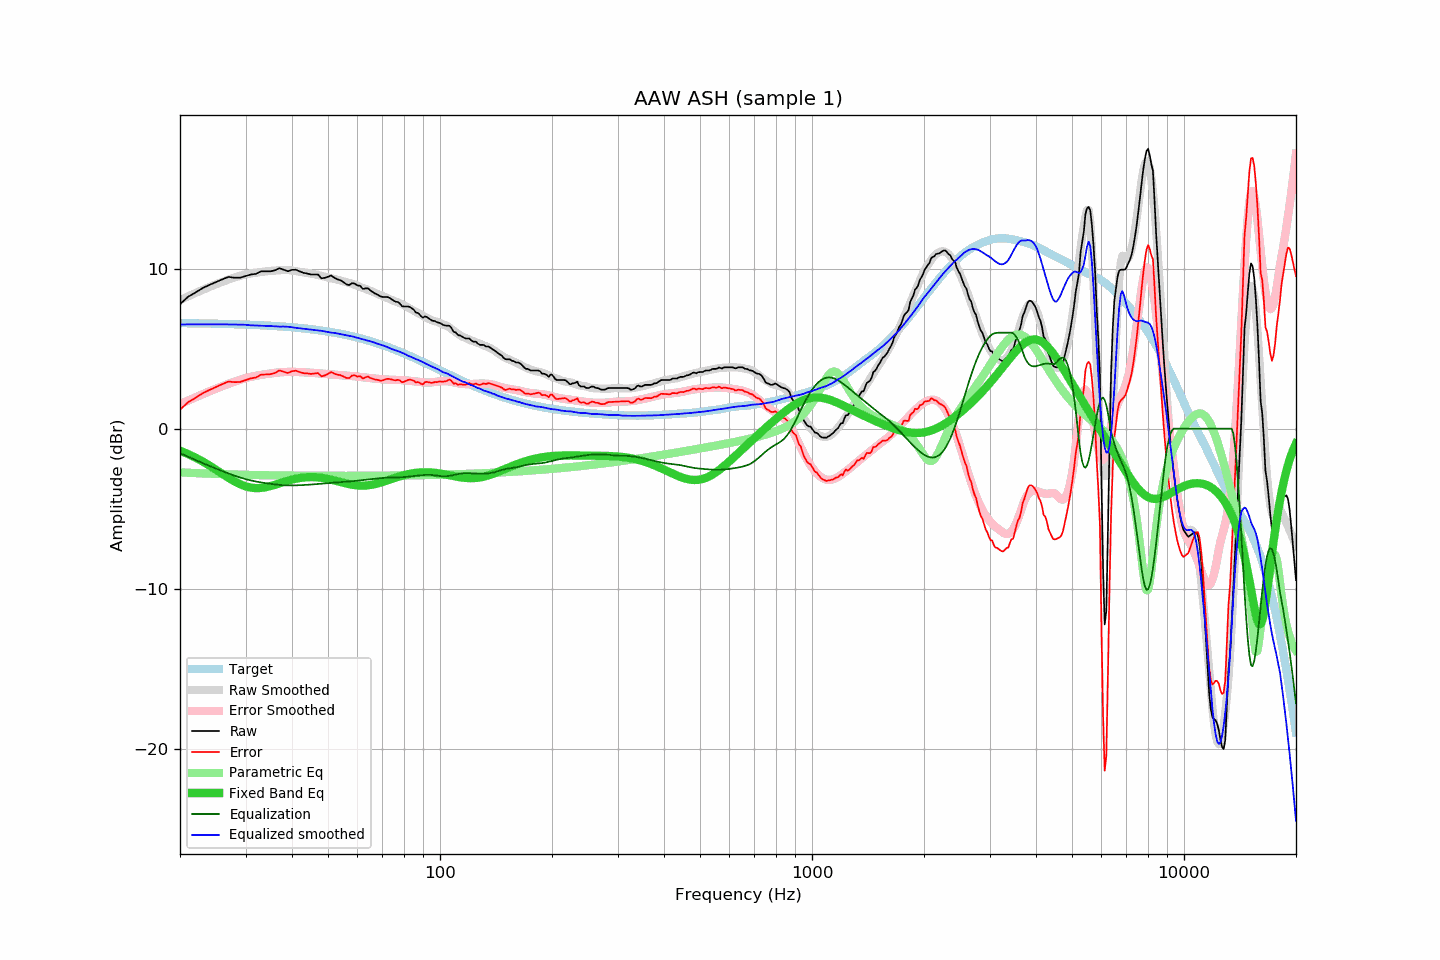 AAW ASH (sample 1)
Amplitude (dBr)
10
0
−10
−20
Target
Raw Smoothed
Error Smoothed
Raw
Error
Parametric Eq
Fixed Band Eq
Equalization
Equalized smoothed
100 1000 10000
Frequency (Hz)